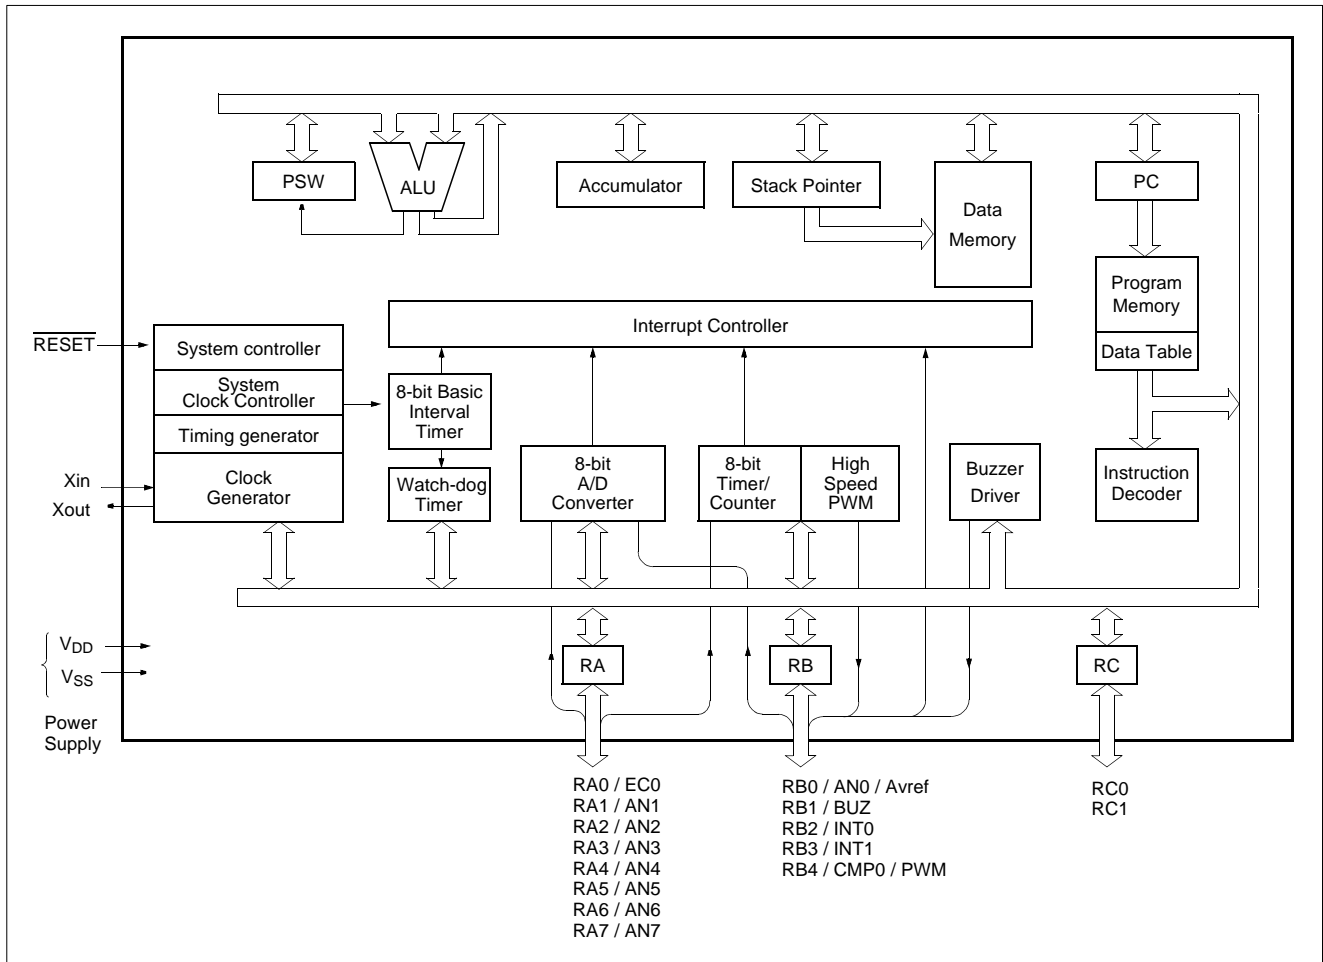 PSW
ALU
Accumulator
Stack Pointer
Data
Memory
PC
Program
Memory
Data Table
Interrupt Controller
RESET
System controller
System
Clock Controller
Timing generator
Clock
Generator
8-bit Basic
Interval
Timer
Watch-dog
Timer
8-bit
A/D
Converter
8-bit
Timer/
Counter
High
Speed
PWM
Buzzer
Driver
Instruction
Decoder
Xin
Xout
VDD
VSS
Power
Supply
RA
RB
RC
RA0 / EC0
RA1 / AN1
RA2 / AN2
RA3 / AN3
RA4 / AN4
RA5 / AN5
RA6 / AN6
RA7 / AN7
RB0 / AN0 / Avref
RB1 / BUZ
RB2 / INT0
RB3 / INT1
RB4 / CMP0 / PWM
RC0
RC1